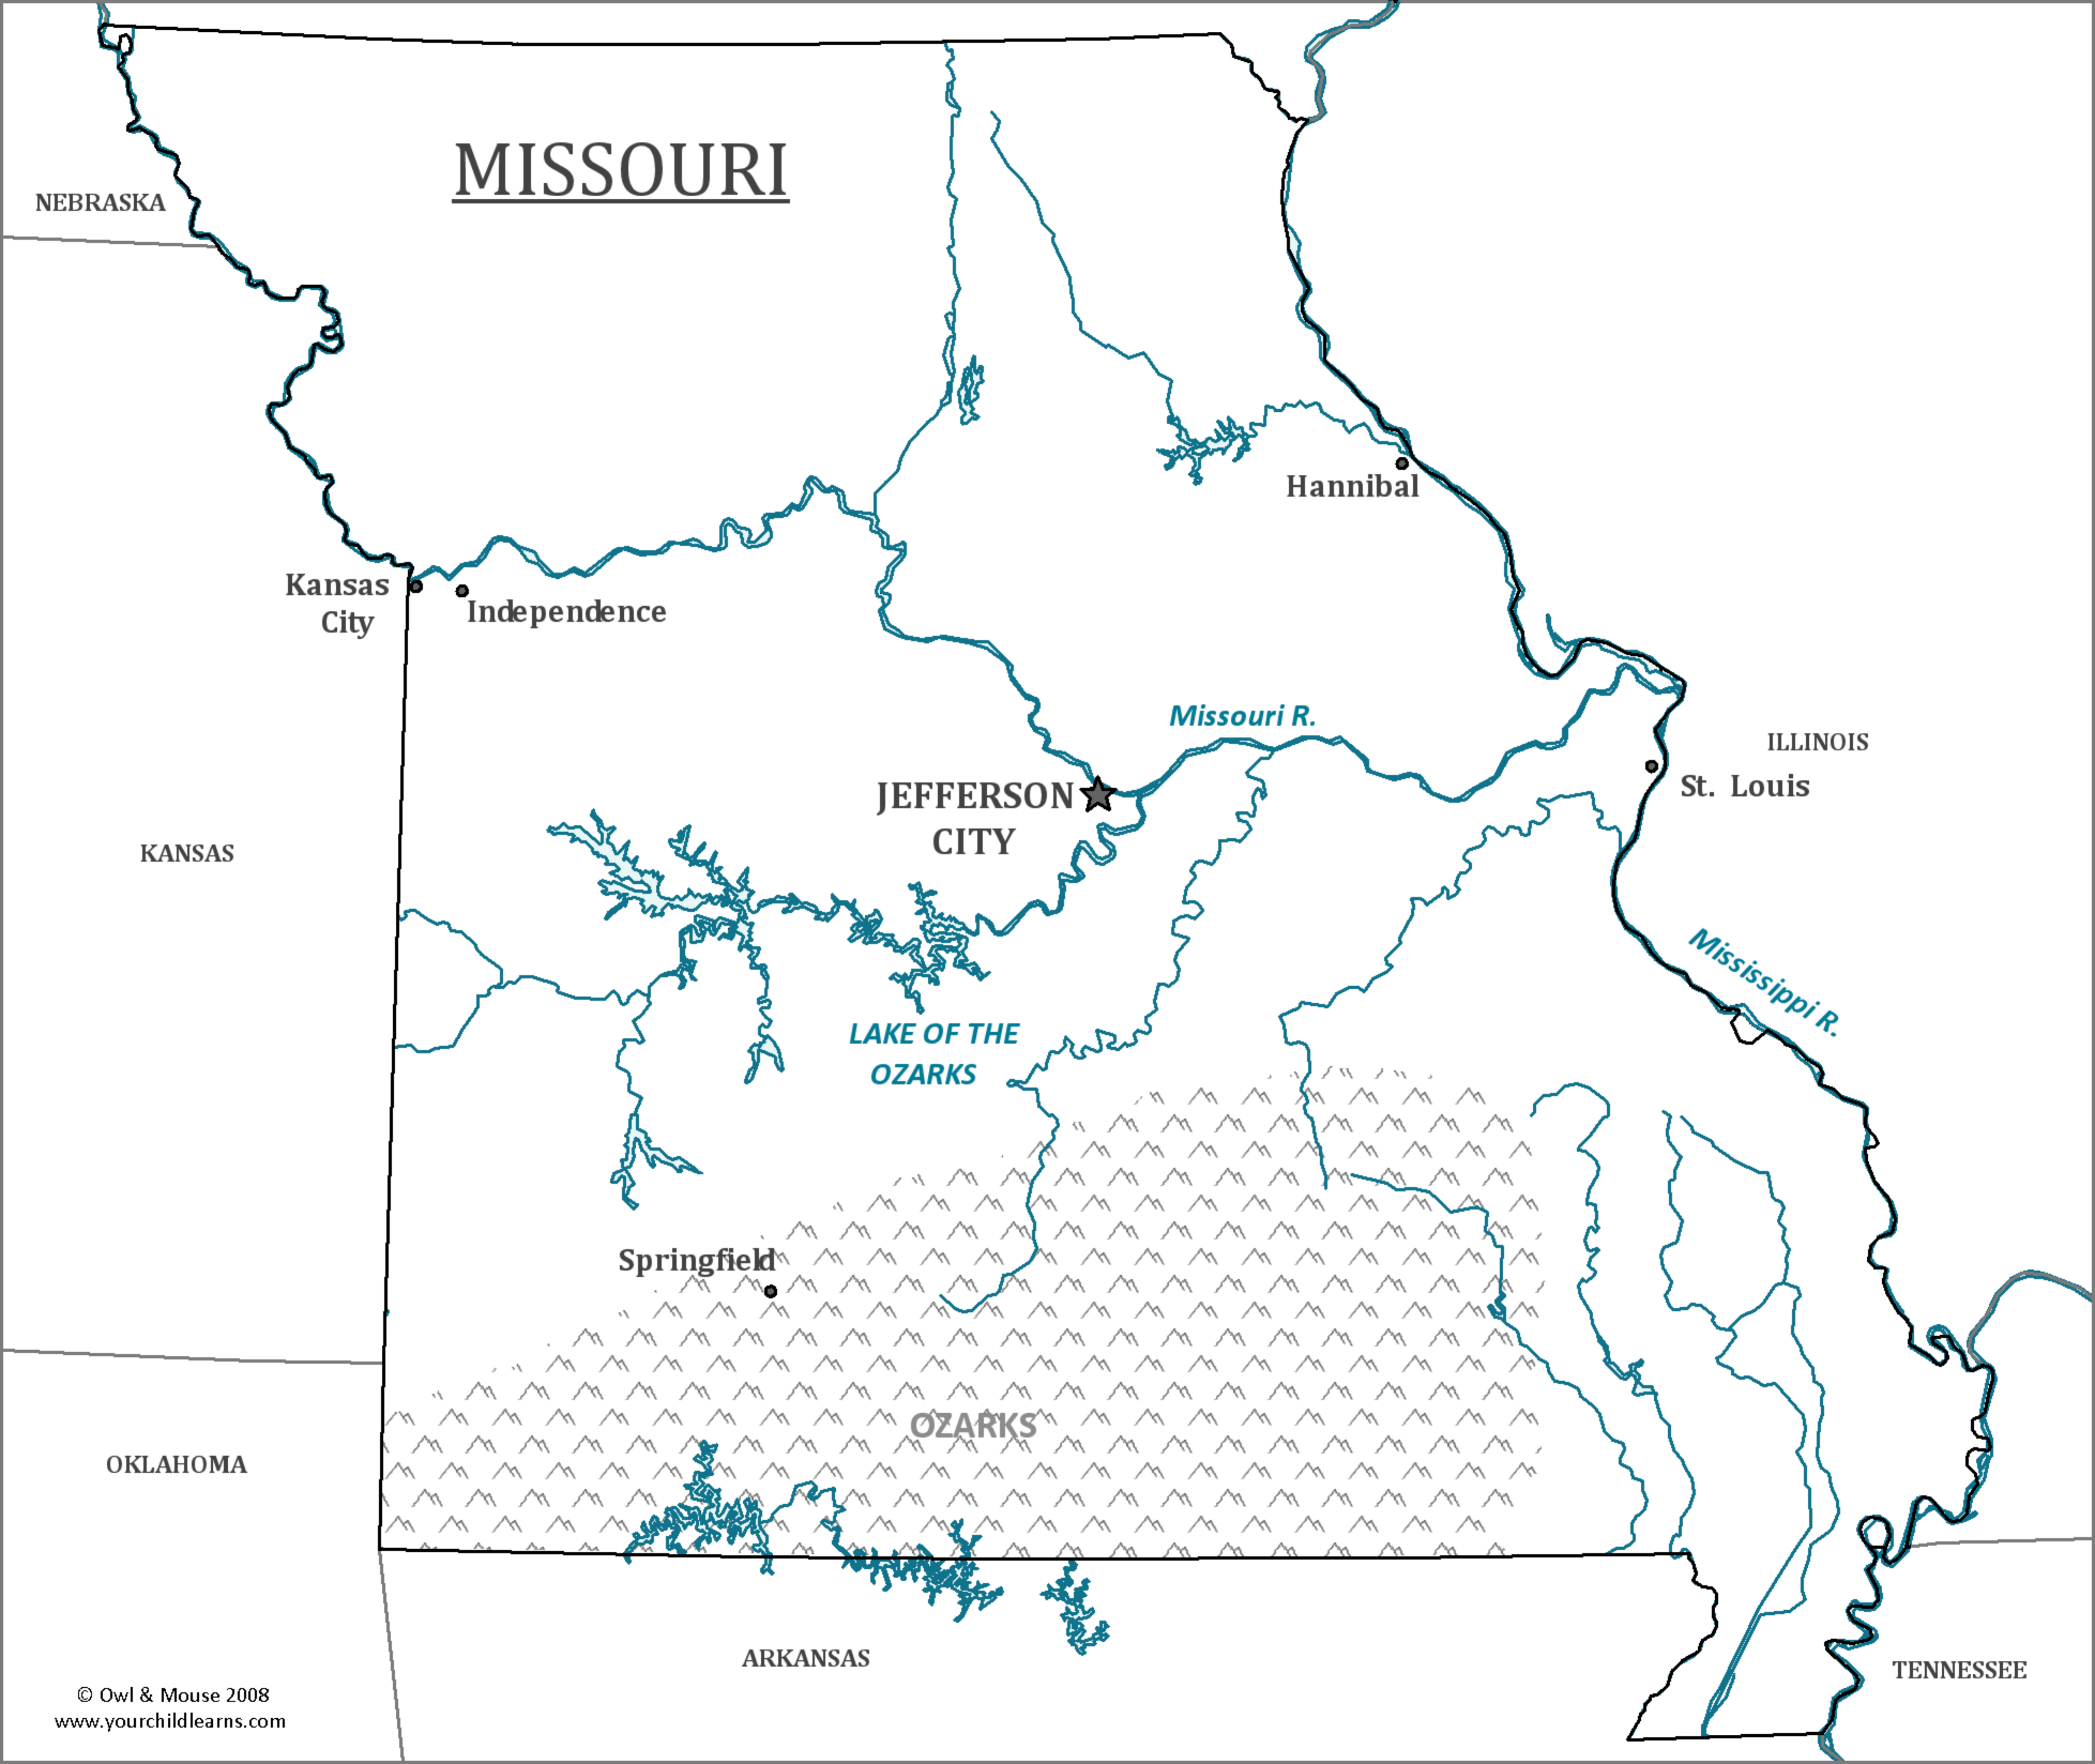 MISSOURI
NEBRASKA
Hannibal
Kansas
City
Independence
Missouri R.
ILLINOIS
St. Louis
JEFFERSON
CITY
KANSAS
Mississippi R.
LAKE OF THE
OZARKS
Springfield
OZARKS
OKLAHOMA
ARKANSAS
TENNESSEE
© Owl & Mouse 2008
www.yourchildlearns.com